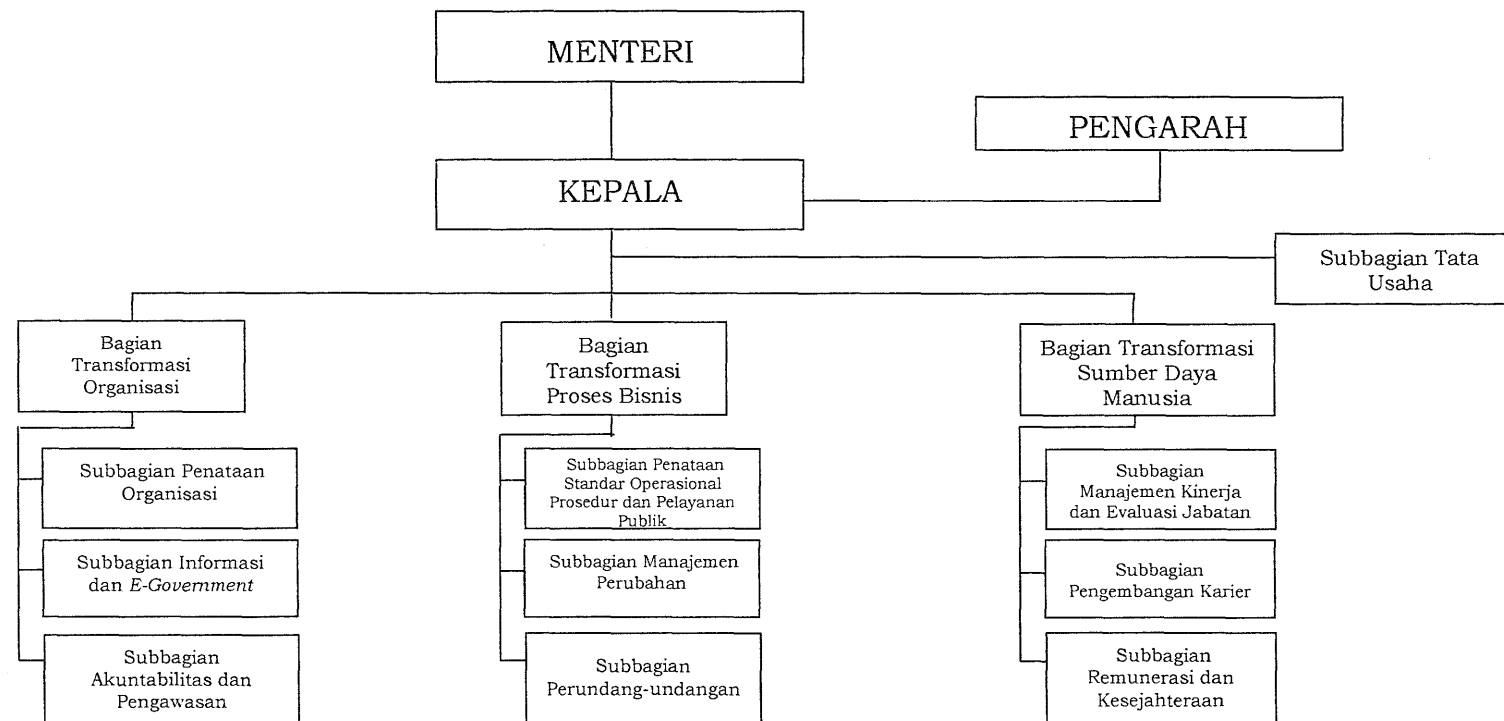 MENTERI
PENGARAH
KEPALA
Subbagian Tata
Usaha
Bagian
Transformasi
Organisasi
Bagian
Transformasi
Proses Bisnis
Bagian Transformasi
Sumber Daya
Manusia
Subbagian Penataan
Organisasi
Subbagian Penataan
Standar Operasional
Prosedur dan Pelayanan
Publik
Subbagian
Manajemen Kinerja
dan Evaluasi Jabatan
Subbagian Informasi
dan E-Government
Subbagian Manajemen
Perubahan
Subbagian
Pengembangan Karier
Subbagian
Akuntabilitas dan
Pengawasan
Subbagian
Perundang-undangan
Subbagian
Remunerasi dan
Kesejahteraan